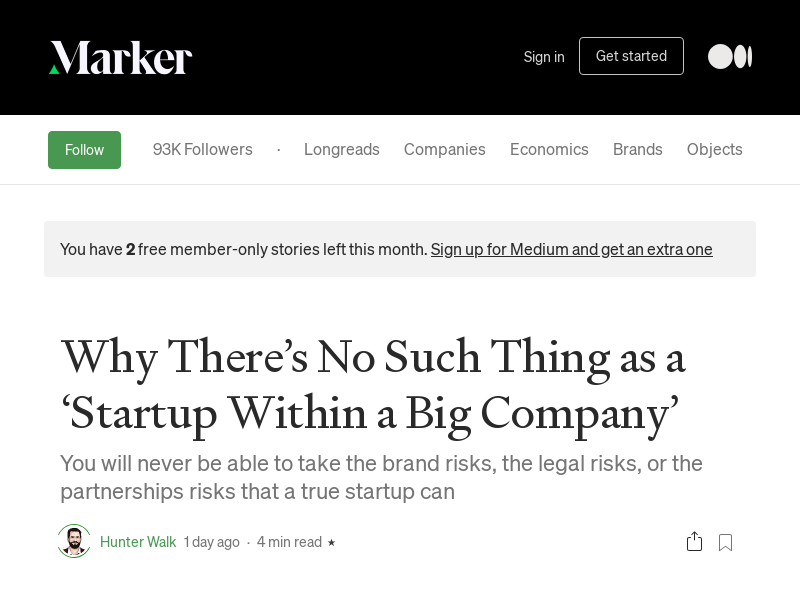 Marker
Sign in
Get started
Follow
93K Followers · Longreads Companies Economics Brands Objects
You have 2 free member-only stories left this month. Sign up for Medium and get an extra one
Why There’s No Such Thing as a
‘Startup Within a Big Company’
You will never be able to take the brand risks, the legal risks, or the
partnerships risks that a true startup can
Hunter Walk 1 day ago · 4 min read ★